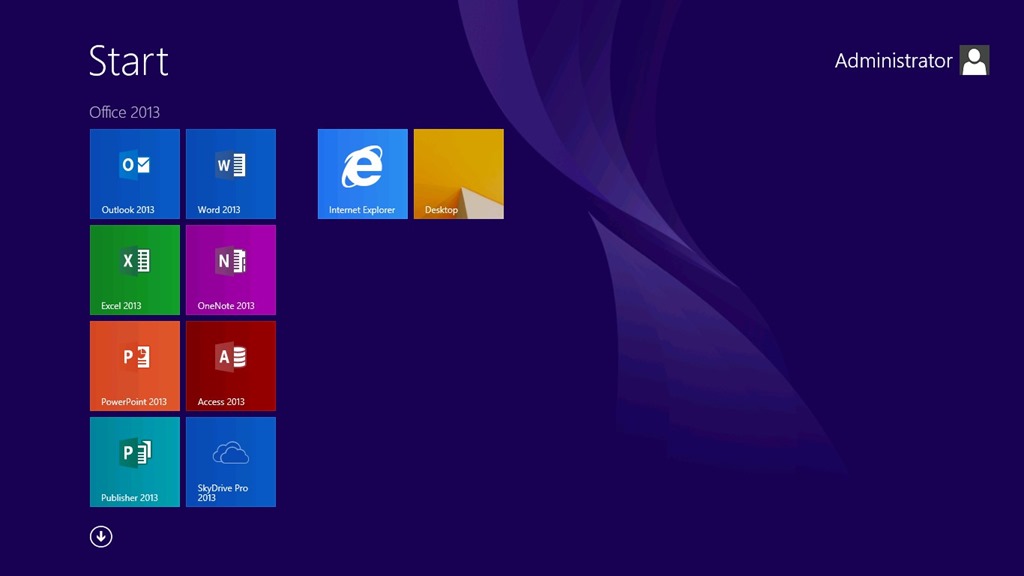 Start
Administrator
Office 2013
Outlook 2013
Word 2013
Internet Explorer
Desktop
Excel 2013
OneNote 2013
PowerPoint 2013
Access 2013
Publisher 2013
SkyDrive Pro
2013